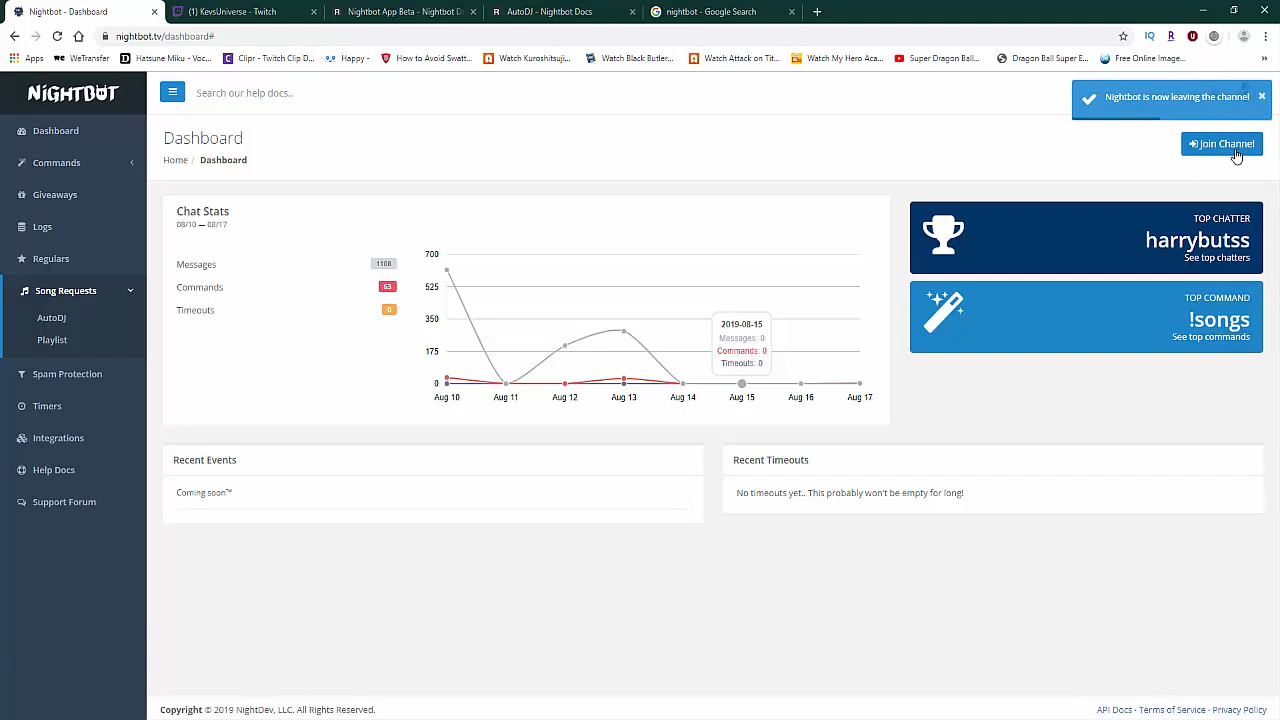 Nightbot - Dashboard
(1) KevsUniverse - Twitch
Nightbot App Beta - Nightbot D
AutoDJ - Nightbot Docs
nightbot - Google Search
nightbot.tv/dashboard#
Apps
WeTransfer
Hatsune Miku - Voc...
Clipr - Twitch Clip D...
Happy -
How to Avoid Swatt...
Watch Kuroshitsuji...
Watch Black Butler...
Watch Attack on Tit...
Watch My Hero Aca...
Super Dragon Ball...
Dragon Ball Super E...
Free Online Image...
NIGHTBOT
Search our help docs..
Nightbot is now leaving the channel
Dashboard
Commands
Giveaways
Logs
Regulars
Song Requests
AutoDJ
Playlist
Spam Protection
Timers
Integrations
Help Docs
Support Forum
Dashboard
Home / Dashboard
Join Channel
Chat Stats
08/10 — 08/17
Messages 1108
Commands 63
Timeouts 0
700
525
350
175
0
Aug 10 Aug 11 Aug 12 Aug 13 Aug 14 Aug 15 Aug 16 Aug 17
2019-08-15
Messages: 0
Commands: 0
Timeouts: 0
TOP CHATTER
harrybutss
See top chatters
TOP COMMAND
!songs
See top commands
Recent Events
Coming soon™
Recent Timeouts
No timeouts yet.. This probably won't be empty for long!
Copyright © 2019 NightDev, LLC. All Rights Reserved.
API Docs · Terms of Service · Privacy Policy